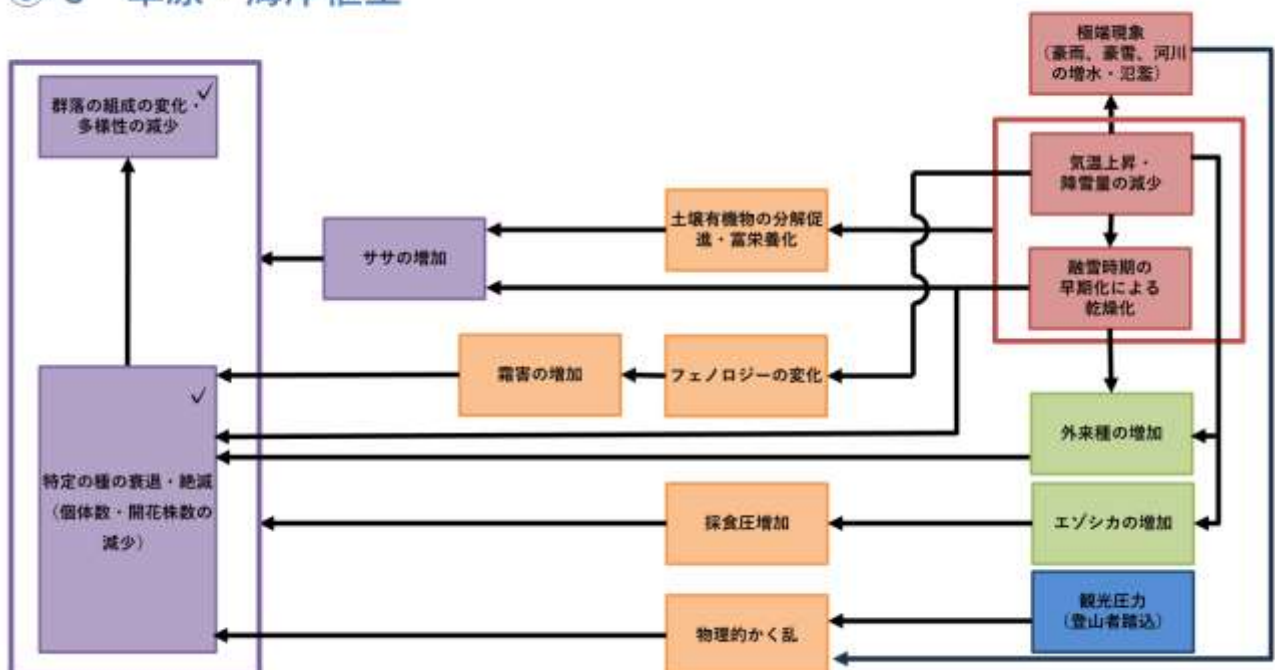 極端現象
（豪雨、豪雪、河川
の増水・氾濫）
群落の組成の変化・
多様性の減少
気温上昇・
降雪量の減少
土壌有機物の分解促
進・富栄養化
ササの増加
融雪時期の
早期化による
乾燥化
霜害の増加
フェノロジーの変化
外来種の増加
特定の種の衰退・絶滅
（個体数・開花株数の
減少）
採食圧増加
エゾシカの増加
観光圧力
（登山者踏込）
物理的かく乱